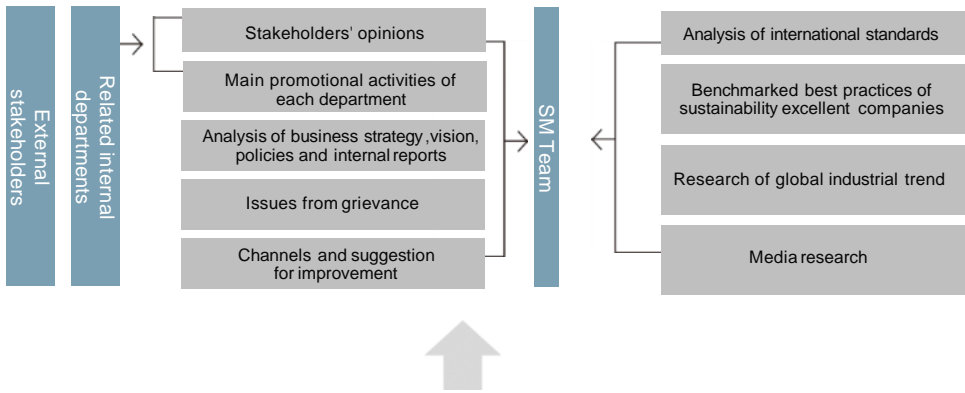 External
stakeholders
Related internal
departments
Stakeholders' opinions
Main promotional activities of
each department
Analysis of business strategy ,vision,
policies and internal reports
Issues from grievance
Channels and suggestion
for improvement
SM Team
Analysis of international standards
Benchmarked best practices of
sustainability excellent companies
Research of global industrial trend
Media research